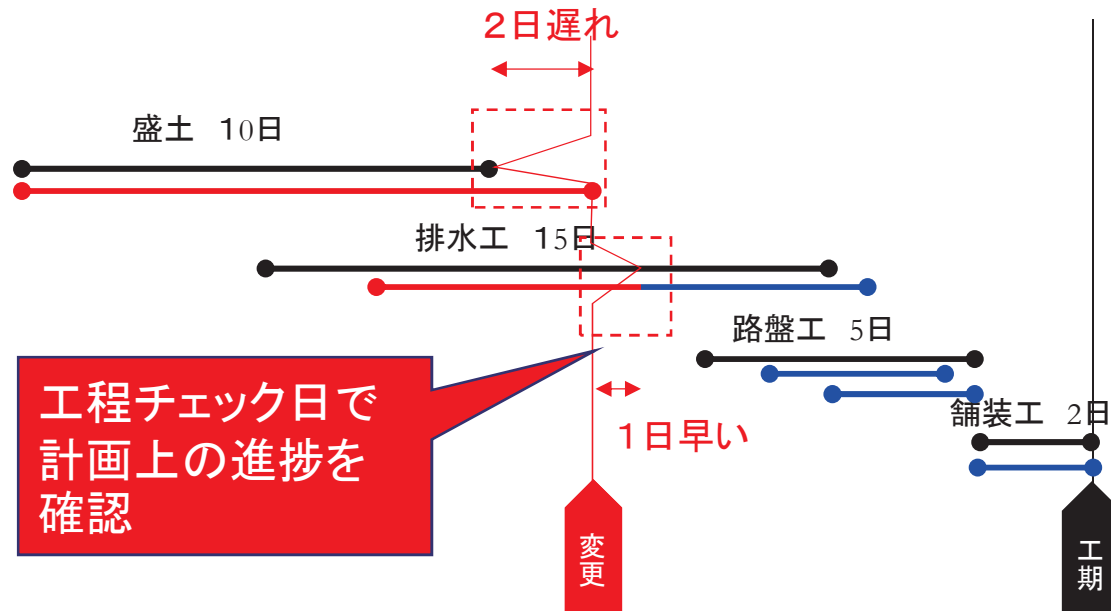 ２日遅れ
盛土　10日
排水工　15日
路盤工　5日
舗装工　2日
１日早い
工程チェック日で
計画上の進捗を
確認
変更
工期